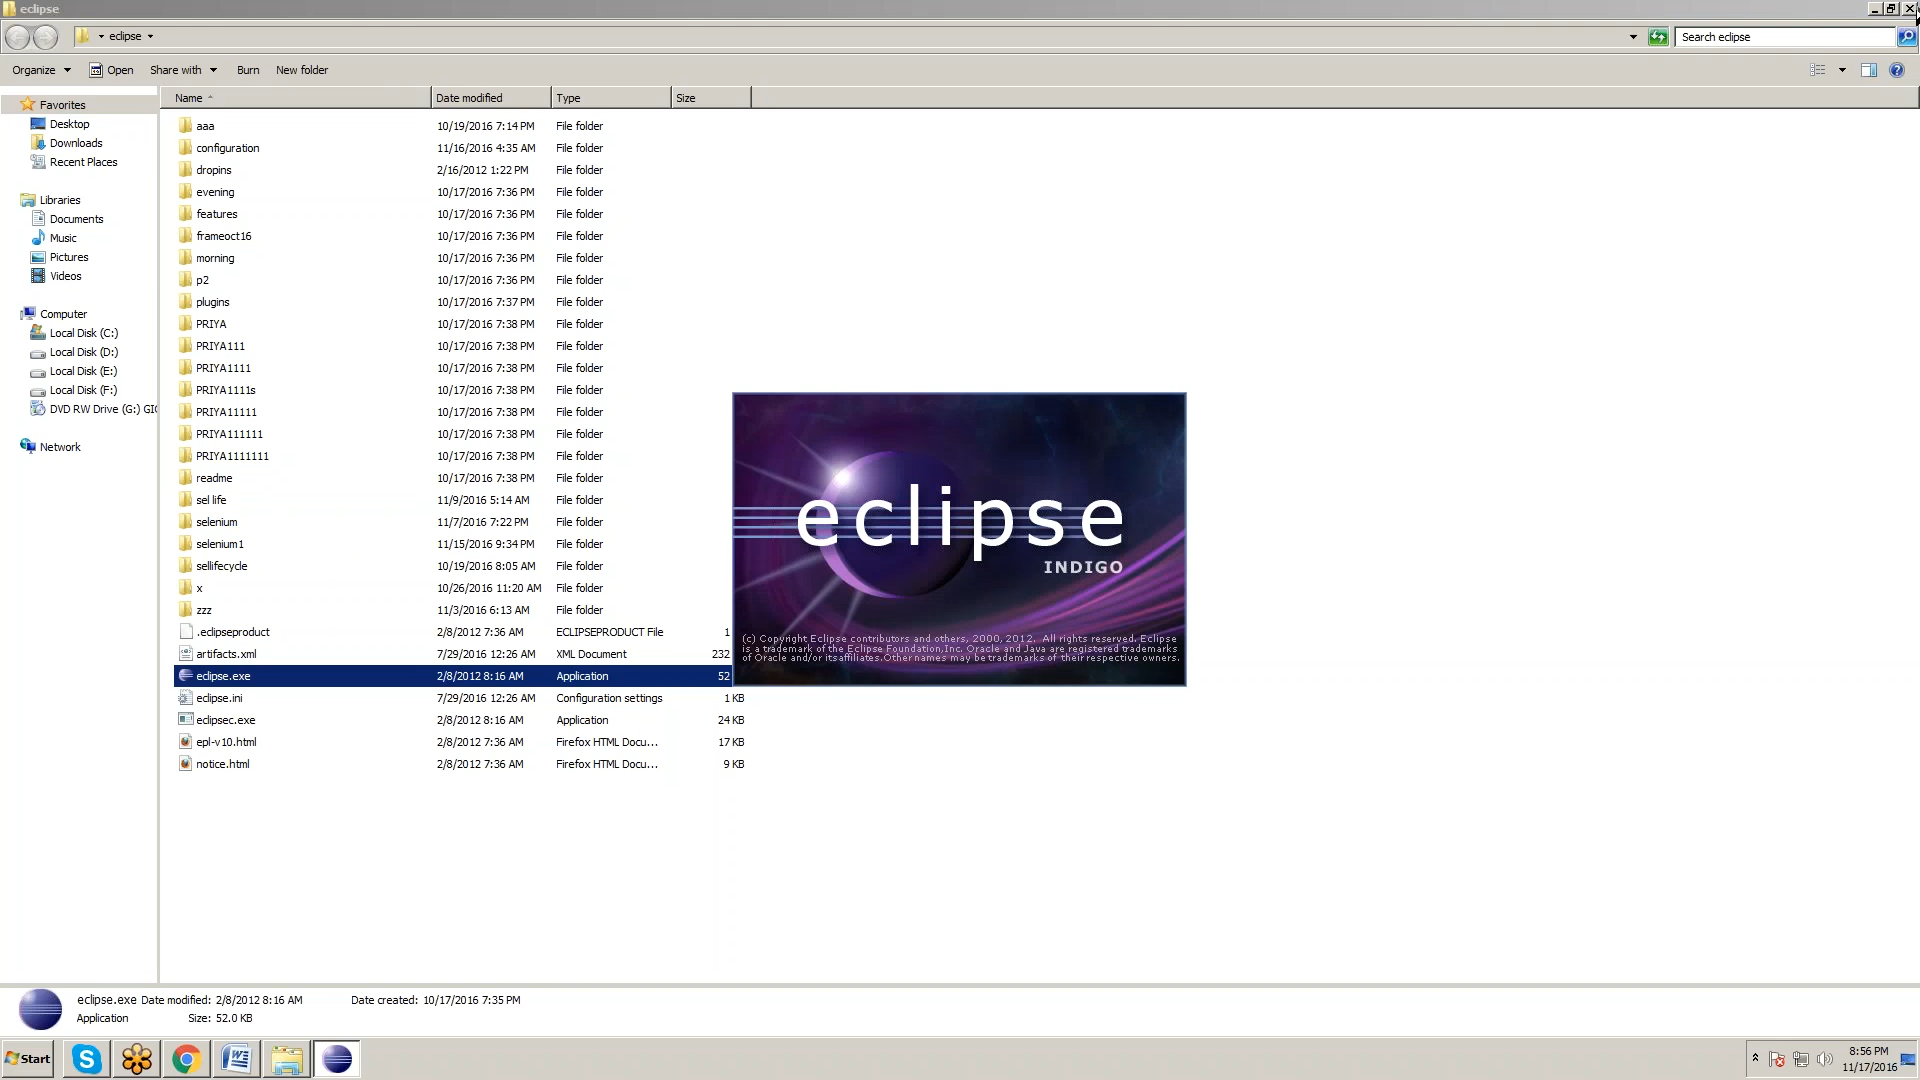 eclipse
eclipse
Search eclipse
Organize Open Share with Burn New folder
Name Date modified Type Size
Favorites
Desktop
Downloads
Recent Places
Libraries
Documents
Music
Pictures
Videos
Computer
Local Disk (C:)
Local Disk (D:)
Local Disk (E:)
Local Disk (F:)
DVD RW Drive (G:) GI
Network
aaa 10/19/2016 7:14 PM File folder
configuration 11/16/2016 4:35 AM File folder
dropins 2/16/2012 1:22 PM File folder
evening 10/17/2016 7:36 PM File folder
features 10/17/2016 7:36 PM File folder
frameoct16 10/17/2016 7:36 PM File folder
morning 10/17/2016 7:36 PM File folder
p2 10/17/2016 7:36 PM File folder
plugins 10/17/2016 7:37 PM File folder
PRIYA 10/17/2016 7:38 PM File folder
PRIYA111 10/17/2016 7:38 PM File folder
PRIYA1111 10/17/2016 7:38 PM File folder
PRIYA1111s 10/17/2016 7:38 PM File folder
PRIYA11111 10/17/2016 7:38 PM File folder
PRIYA111111 10/17/2016 7:38 PM File folder
PRIYA1111111 10/17/2016 7:38 PM File folder
readme 10/17/2016 7:38 PM File folder
sel life 11/9/2016 5:14 AM File folder
selenium 11/7/2016 7:22 PM File folder
selenium1 11/15/2016 9:34 PM File folder
sellifecycle 10/19/2016 8:05 AM File folder
x 10/26/2016 11:20 AM File folder
zzz 11/3/2016 6:13 AM File folder
.eclipseproduct 2/8/2012 7:36 AM ECLIPSEPRODUCT File 1
artifacts.xml 7/29/2016 12:26 AM XML Document 232
eclipse.exe 2/8/2012 8:16 AM Application 52
eclipse.ini 7/29/2016 12:26 AM Configuration settings 1 KB
eclipsec.exe 2/8/2012 8:16 AM Application 24 KB
epl-v10.html 2/8/2012 7:36 AM Firefox HTML Docu... 17 KB
notice.html 2/8/2012 7:36 AM Firefox HTML Docu... 9 KB
eclipse
INDIGO
(c) Copyright Eclipse contributors and others, 2000, 2012. All rights reserved. Eclipse
is a trademark of the Eclipse Foundation,Inc. Oracle and Java are registered trademarks
of Oracle and/or itsaffiliates.Other names may be trademarks of their respective owners.
eclipse.exe Date modified: 2/8/2012 8:16 AM Date created: 10/17/2016 7:35 PM
Application Size: 52.0 KB
Start
8:56 PM
11/17/2016